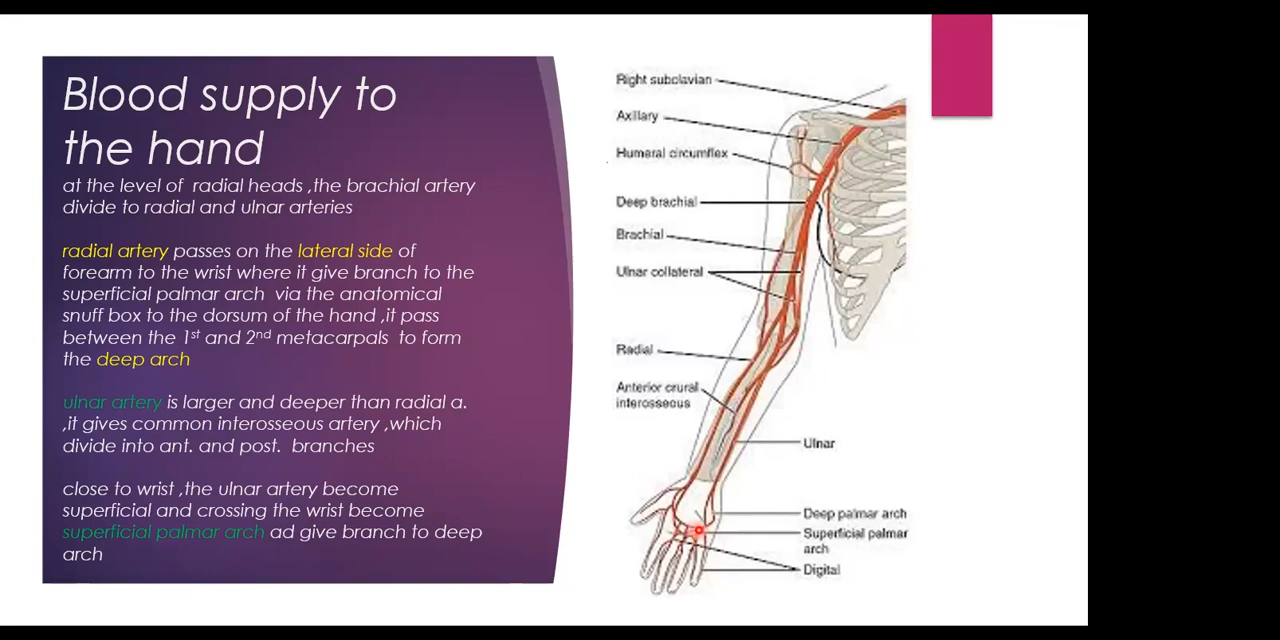 Blood supply to
the hand
at the level of  radial heads ,the brachial artery
divide to radial and ulnar arteries
radial artery passes on the lateral side of
forearm to the wrist where it give branch to the
superficial palmar arch  via the anatomical
snuff box to the dorsum of the hand ,it pass
between the 1st and 2nd metacarpals  to form
the deep arch
ulnar artery is larger and deeper than radial a.
,it gives common interosseous artery ,which
divide into ant. and post.  branches
close to wrist ,the ulnar artery become
superficial and crossing the wrist become
superficial palmar arch ad give branch to deep
arch
Right subclavian
Axillary
Humeral circumflex
Deep brachial
Brachial
Ulnar collateral
Radial
Anterior crural
interosseous
Ulnar
Deep palmar arch
Superficial palmar
arch
Digital